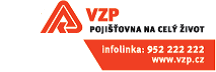 VZP
POJIŠŤOVNA NA CELÝ ŽIVOT
Infolinka: 952 222 222
www.vzp.cz